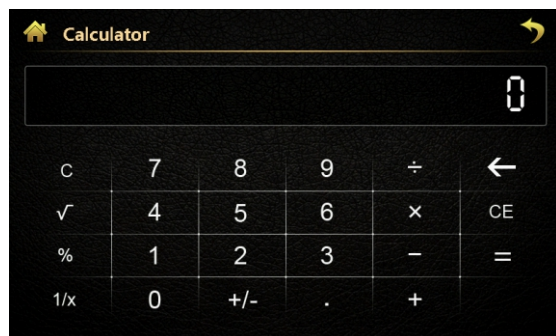 Calculator
0
C 7 8 9 ÷ ←
√ 4 5 6 × CE
% 1 2 3 − =
1/x 0 +/- . +